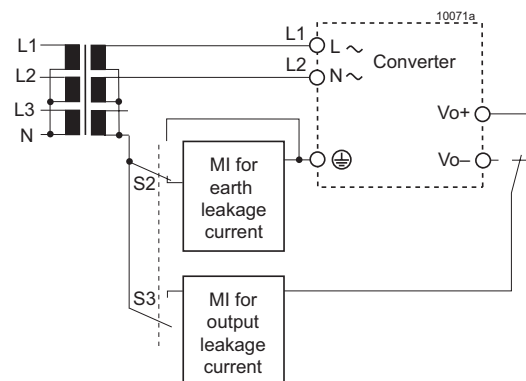 10071a
L1
L1
L ~
Converter
L2
L2
N ~
L3
Vo+
N
Vo–
S2
MI for
earth
leakage
current
S3
MI for
output
leakage
current